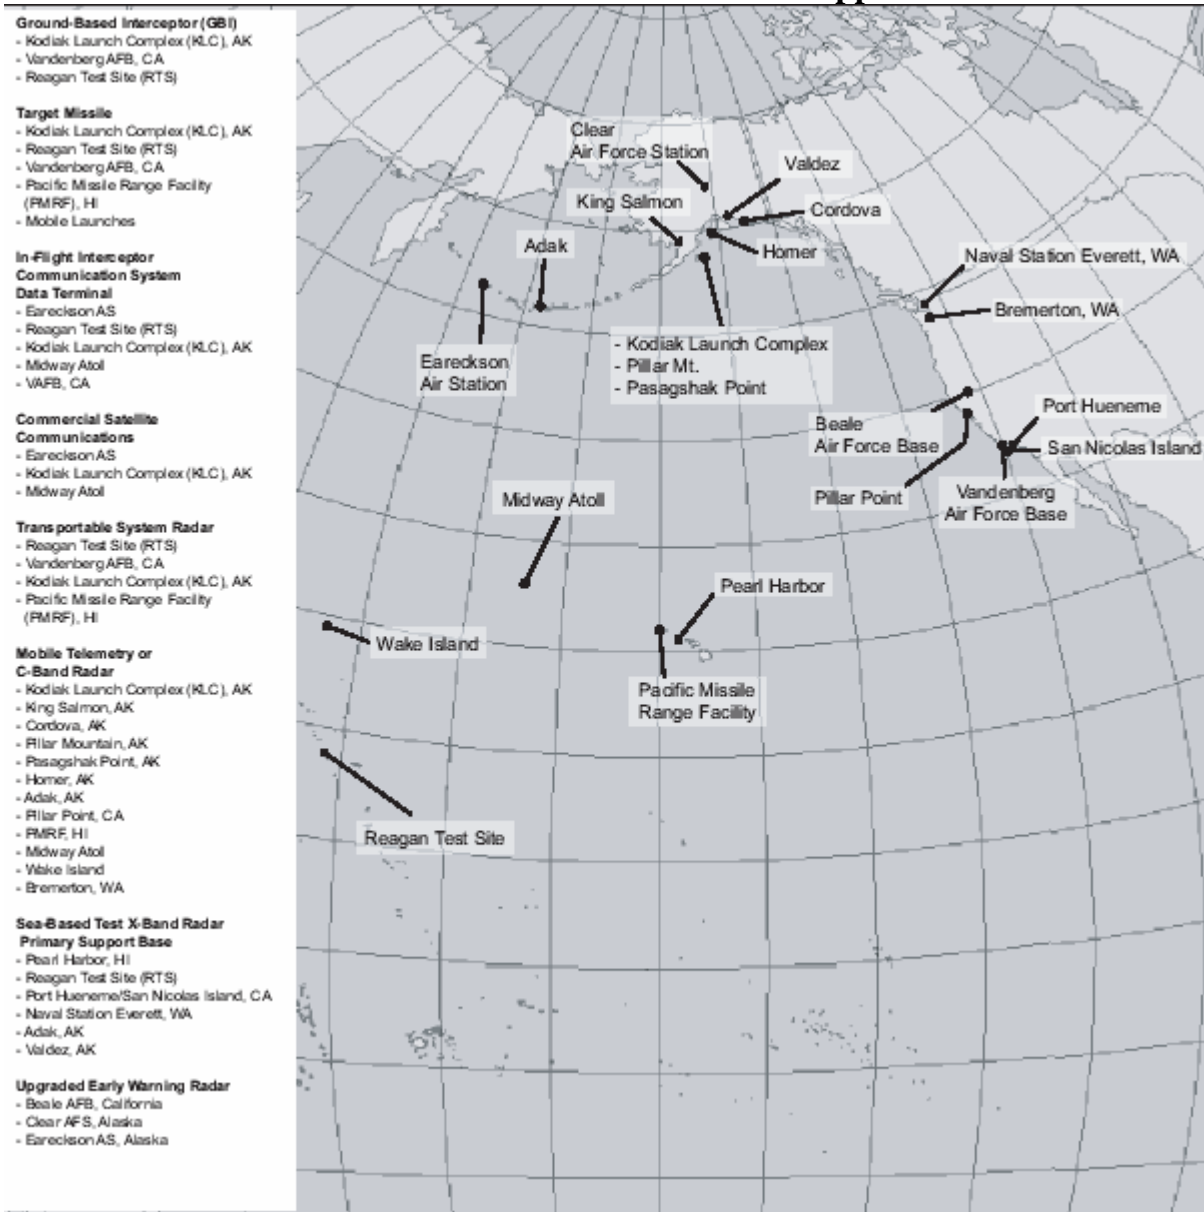 Ground-Based Interceptor (GBI)
- Kodiak Launch Complex (KLC), AK
- Vandenberg AFB, CA
- Reagan Test Site (RTS)
Target Missile
- Kodiak Launch Complex (KLC), AK
- Reagan Test Site (RTS)
- Vandenberg AFB, CA
- Pacific Missile Range Facility
(PMRF), HI
- Mobile Launches
In-Flight Interceptor
Communication System
Data Terminal
- Eareckson AS
- Reagan Test Site (RTS)
- Kodiak Launch Complex (KLC), AK
- Midway Atoll
- VAFB, CA
Commercial Satellite
Communications
- Eareckson AS
- Kodiak Launch Complex (KLC), AK
- Midway Atoll
Transportable System Radar
- Reagan Test Site (RTS)
- Vandenberg AFB, CA
- Kodiak Launch Complex (KLC), AK
- Pacific Missile Range Facility
(PMRF), HI
Mobile Telemetry or
C-Band Radar
- Kodiak Launch Complex (KLC), AK
- King Salmon, AK
- Cordova, AK
- Pillar Mountain, AK
- Pasagshak Point, AK
- Homer, AK
- Adak, AK
- Pillar Point, CA
- PMRF, HI
- Midway Atoll
- Wake Island
- Bremerton, WA
Sea-Based Test X-Band Radar
Primary Support Base
- Pearl Harbor, HI
- Reagan Test Site (RTS)
- Port Hueneme/San Nicolas Island, CA
- Naval Station Everett, WA
- Adak, AK
- Valdez, AK
Upgraded Early Warning Radar
- Beale AFB, California
- Clear AFS, Alaska
- Eareckson AS, Alaska
Clear
Air Force Station
Valdez
King Salmon
Cordova
Adak
Homer
Naval Station Everett, WA
Bremerton, WA
Eareckson
Air Station
- Kodiak Launch Complex
- Pillar Mt.
- Pasagshak Point
Beale
Air Force Base
Port Hueneme
San Nicolas Island
Pillar Point
Vandenberg
Air Force Base
Midway Atoll
Pearl Harbor
Wake Island
Pacific Missile
Range Facility
Reagan Test Site